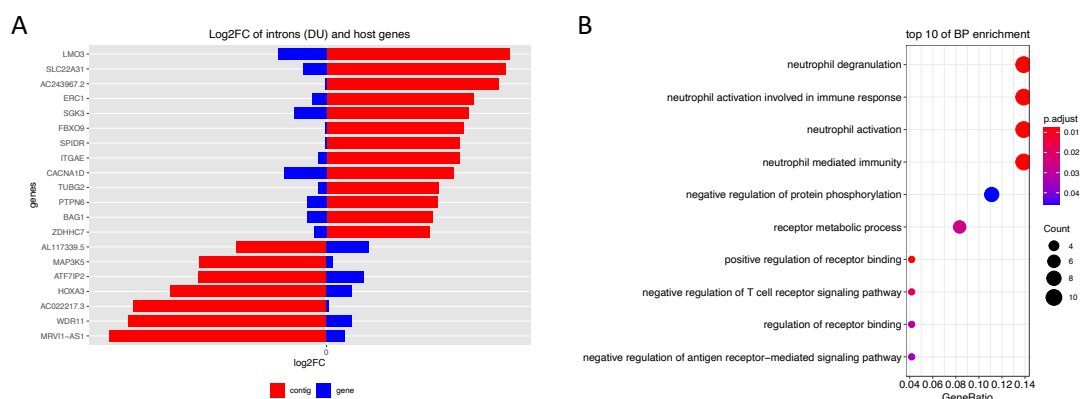 A
Log2FC of introns (DU) and host genes
LMO3
SLC22A31
AC243967.2
ERC1
SGK3
FBXO9
SPIDR
ITGAE
CACNA1D
TUBG2
PTPN6
BAG1
ZDHHC7
AL117339.5
MAP3K5
ATF7IP2
HOXA3
AC022217.3
WDR11
MRVI1−AS1
genes
0
log2FC
contig gene
B
top 10 of BP enrichment
neutrophil degranulation
neutrophil activation involved in immune response
neutrophil activation
neutrophil mediated immunity
negative regulation of protein phosphorylation
receptor metabolic process
positive regulation of receptor binding
negative regulation of T cell receptor signaling pathway
regulation of receptor binding
negative regulation of antigen receptor−mediated signaling pathway
0.04 0.06 0.08 0.10 0.12 0.14
GeneRatio
p.adjust
0.01
0.02
0.03
0.04
Count
4
6
8
10